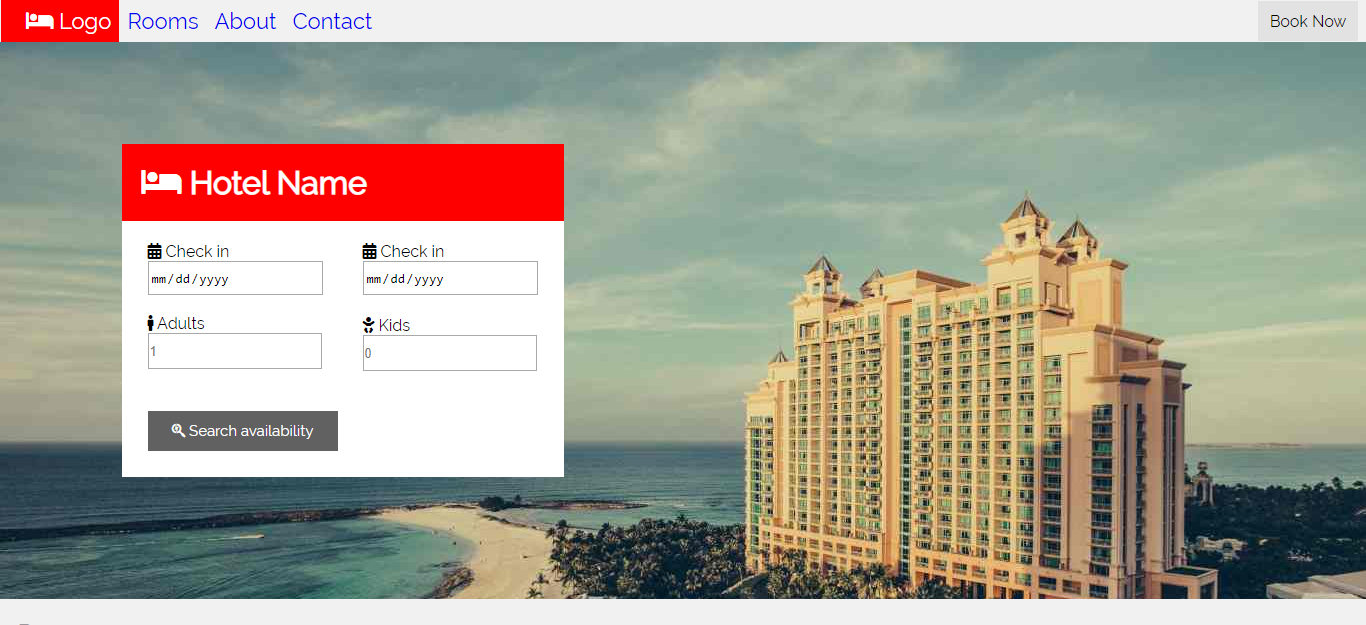 Logo Rooms About Contact Book Now
Hotel Name
Check in Check in
mm/dd/yyyy mm/dd/yyyy
Adults Kids
1 0
Search availability